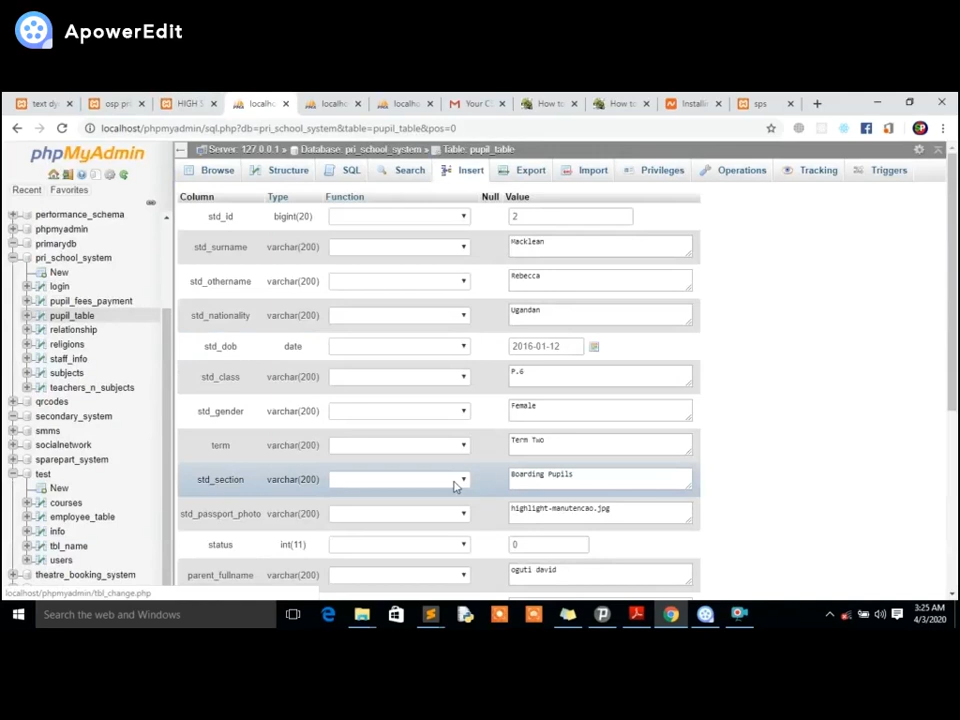 ApowerEdit
text dy
osp pri
HIGH S
localho
localho
localho
Your C
How to
How to
Installe
sps
localhost/phpmyadmin/sql.php?db=pri_school_system&table=pupil_table&pos=0
phpMyAdmin
Server: 127.0.0.1 » Database: pri_school_system » Table: pupil_table
Browse Structure SQL Search Insert Export Import Privileges Operations Tracking Triggers
Recent Favorites
performance_schema
phpmyadmin
primarydb
pri_school_system
New
login
pupil_fees_payment
pupil_table
relationship
religions
staff_info
subjects
teachers_n_subjects
qrcodes
secondary_system
smms
socialnetwork
sparepart_system
test
New
courses
employee_table
info
tbl_name
users
theatre_booking_system
localhost/phpmyadmin/tbl_change.php
Column Type Function Null Value
std_id bigint(20) 2
std_surname varchar(200) Macklean
std_othername varchar(200) Rebecca
std_nationality varchar(200) Ugandan
std_dob date 2016-01-12
std_class varchar(200) P.6
std_gender varchar(200) Female
term varchar(200) Term Two
std_section varchar(200) Boarding Pupils
std_passport_photo varchar(200) highlight-manutencao.jpg
status int(11) 0
parent_fullname varchar(200) oguti david
Search the web and Windows
3:25 AM
4/3/2020